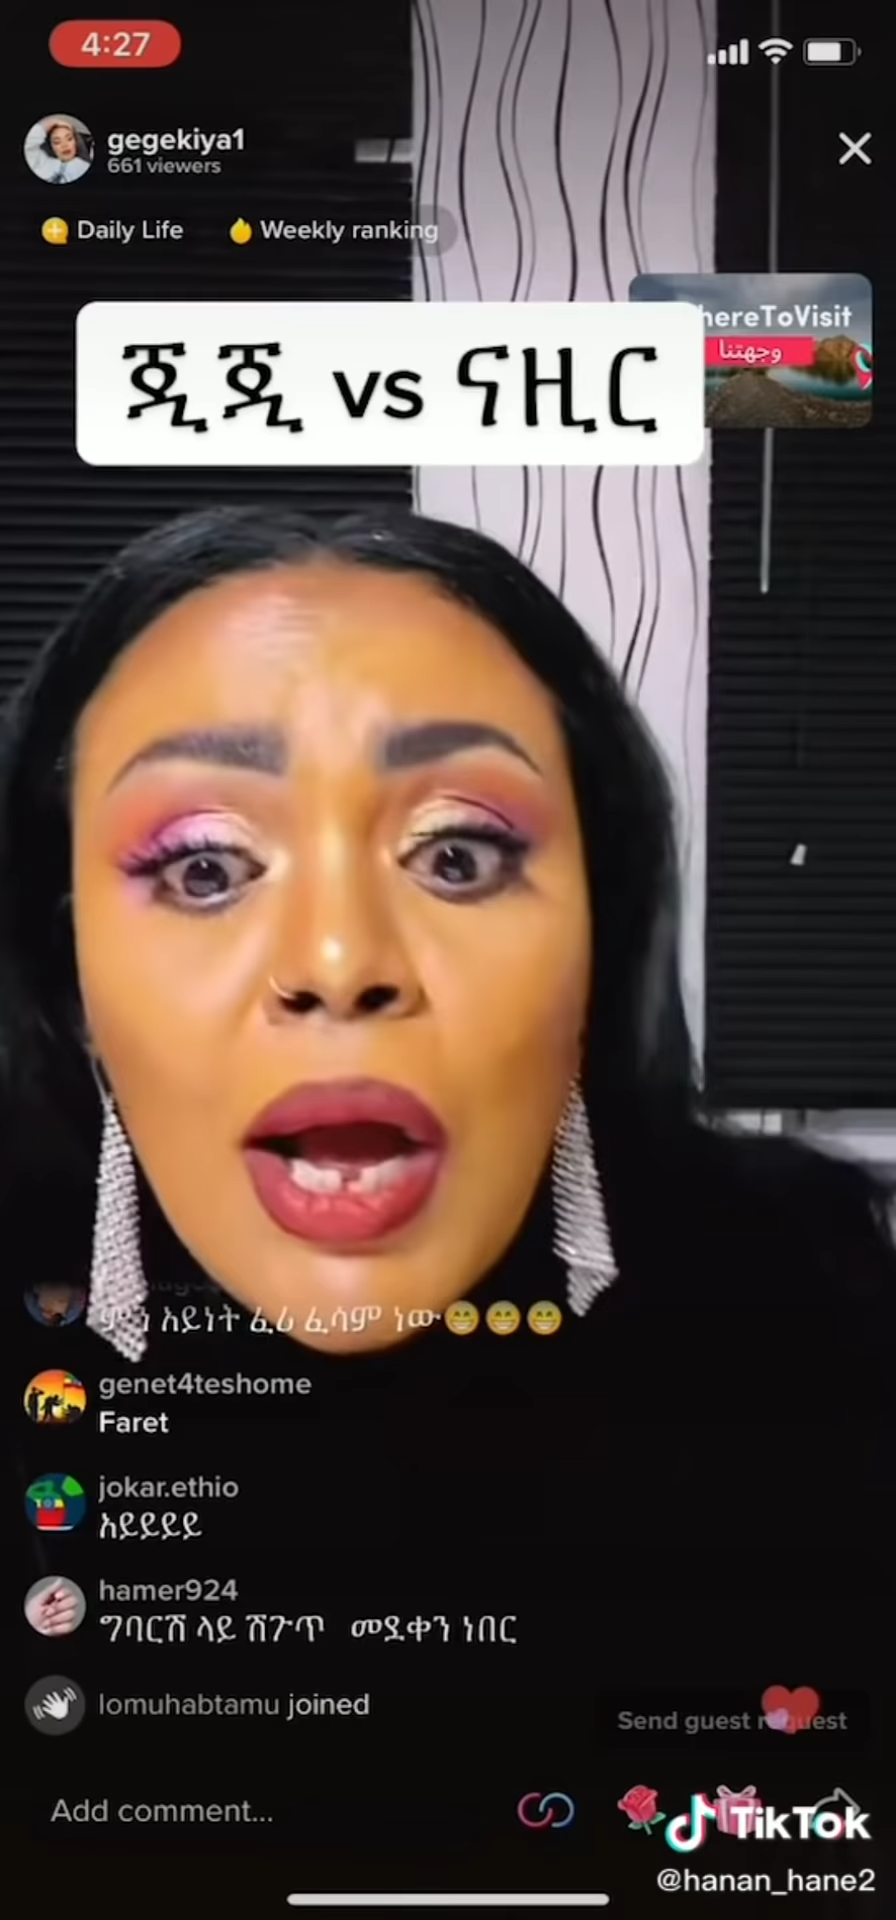 4:27
gegekiya1
661 viewers
Daily Life
Weekly ranking
hereToVisit
وجهتنا
ጂጂ vs ናዚር
ምን አይነት ፈሪ ፈሳም ነው😁😁😁
genet4teshome
Faret
jokar.ethio
አይይይይ
hamer924
ግባርሽ ላይ ሽጉጥ መደቀን ነበር
lomuhabtamu joined
Send guest request
Add comment...
TikTok
@hanan_hane2